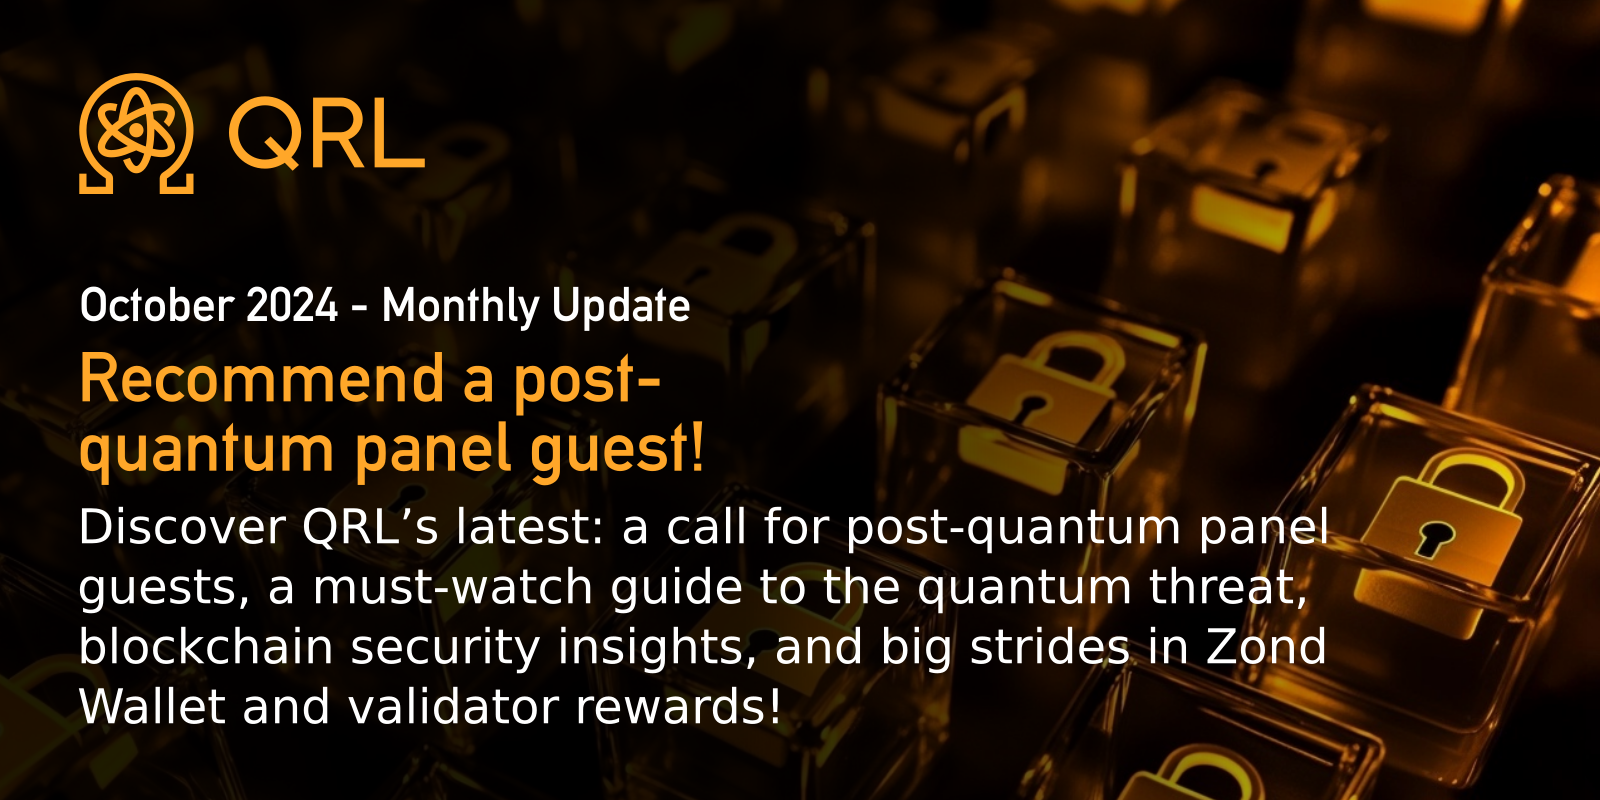 QRL
October 2024 - Monthly Update
Recommend a post-
quantum panel guest!
Discover QRL’s latest: a call for post-quantum panel
guests, a must-watch guide to the quantum threat,
blockchain security insights, and big strides in Zond
Wallet and validator rewards!